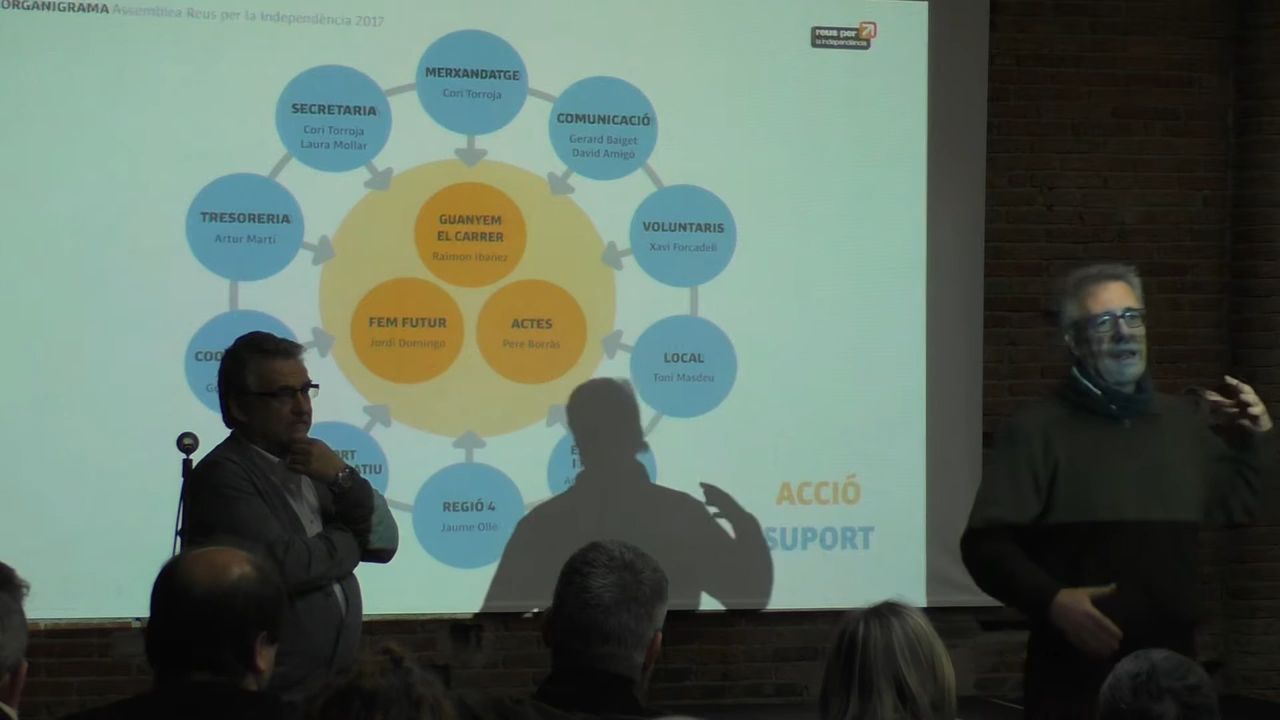 ORGANIGRAMA Assemblea Reus per la Independència 2017
reus per
la independència
MERXANDATGE
Cori Torroja
SECRETARIA
Cori Torroja
Laura Mollar
COMUNICACIÓ
Gerard Baiget
David Amigó
TRESORERIA
Artur Martí
GUANYEM
EL CARRER
Raimon Ibañez
VOLUNTARIS
Xavi Forcadell
FEM FUTUR
Jordi Domingo
ACTES
Pere Borràs
LOCAL
Toni Masdeu
REGIÓ 4
Jaume Ollé
ACCIÓ
SUPORT